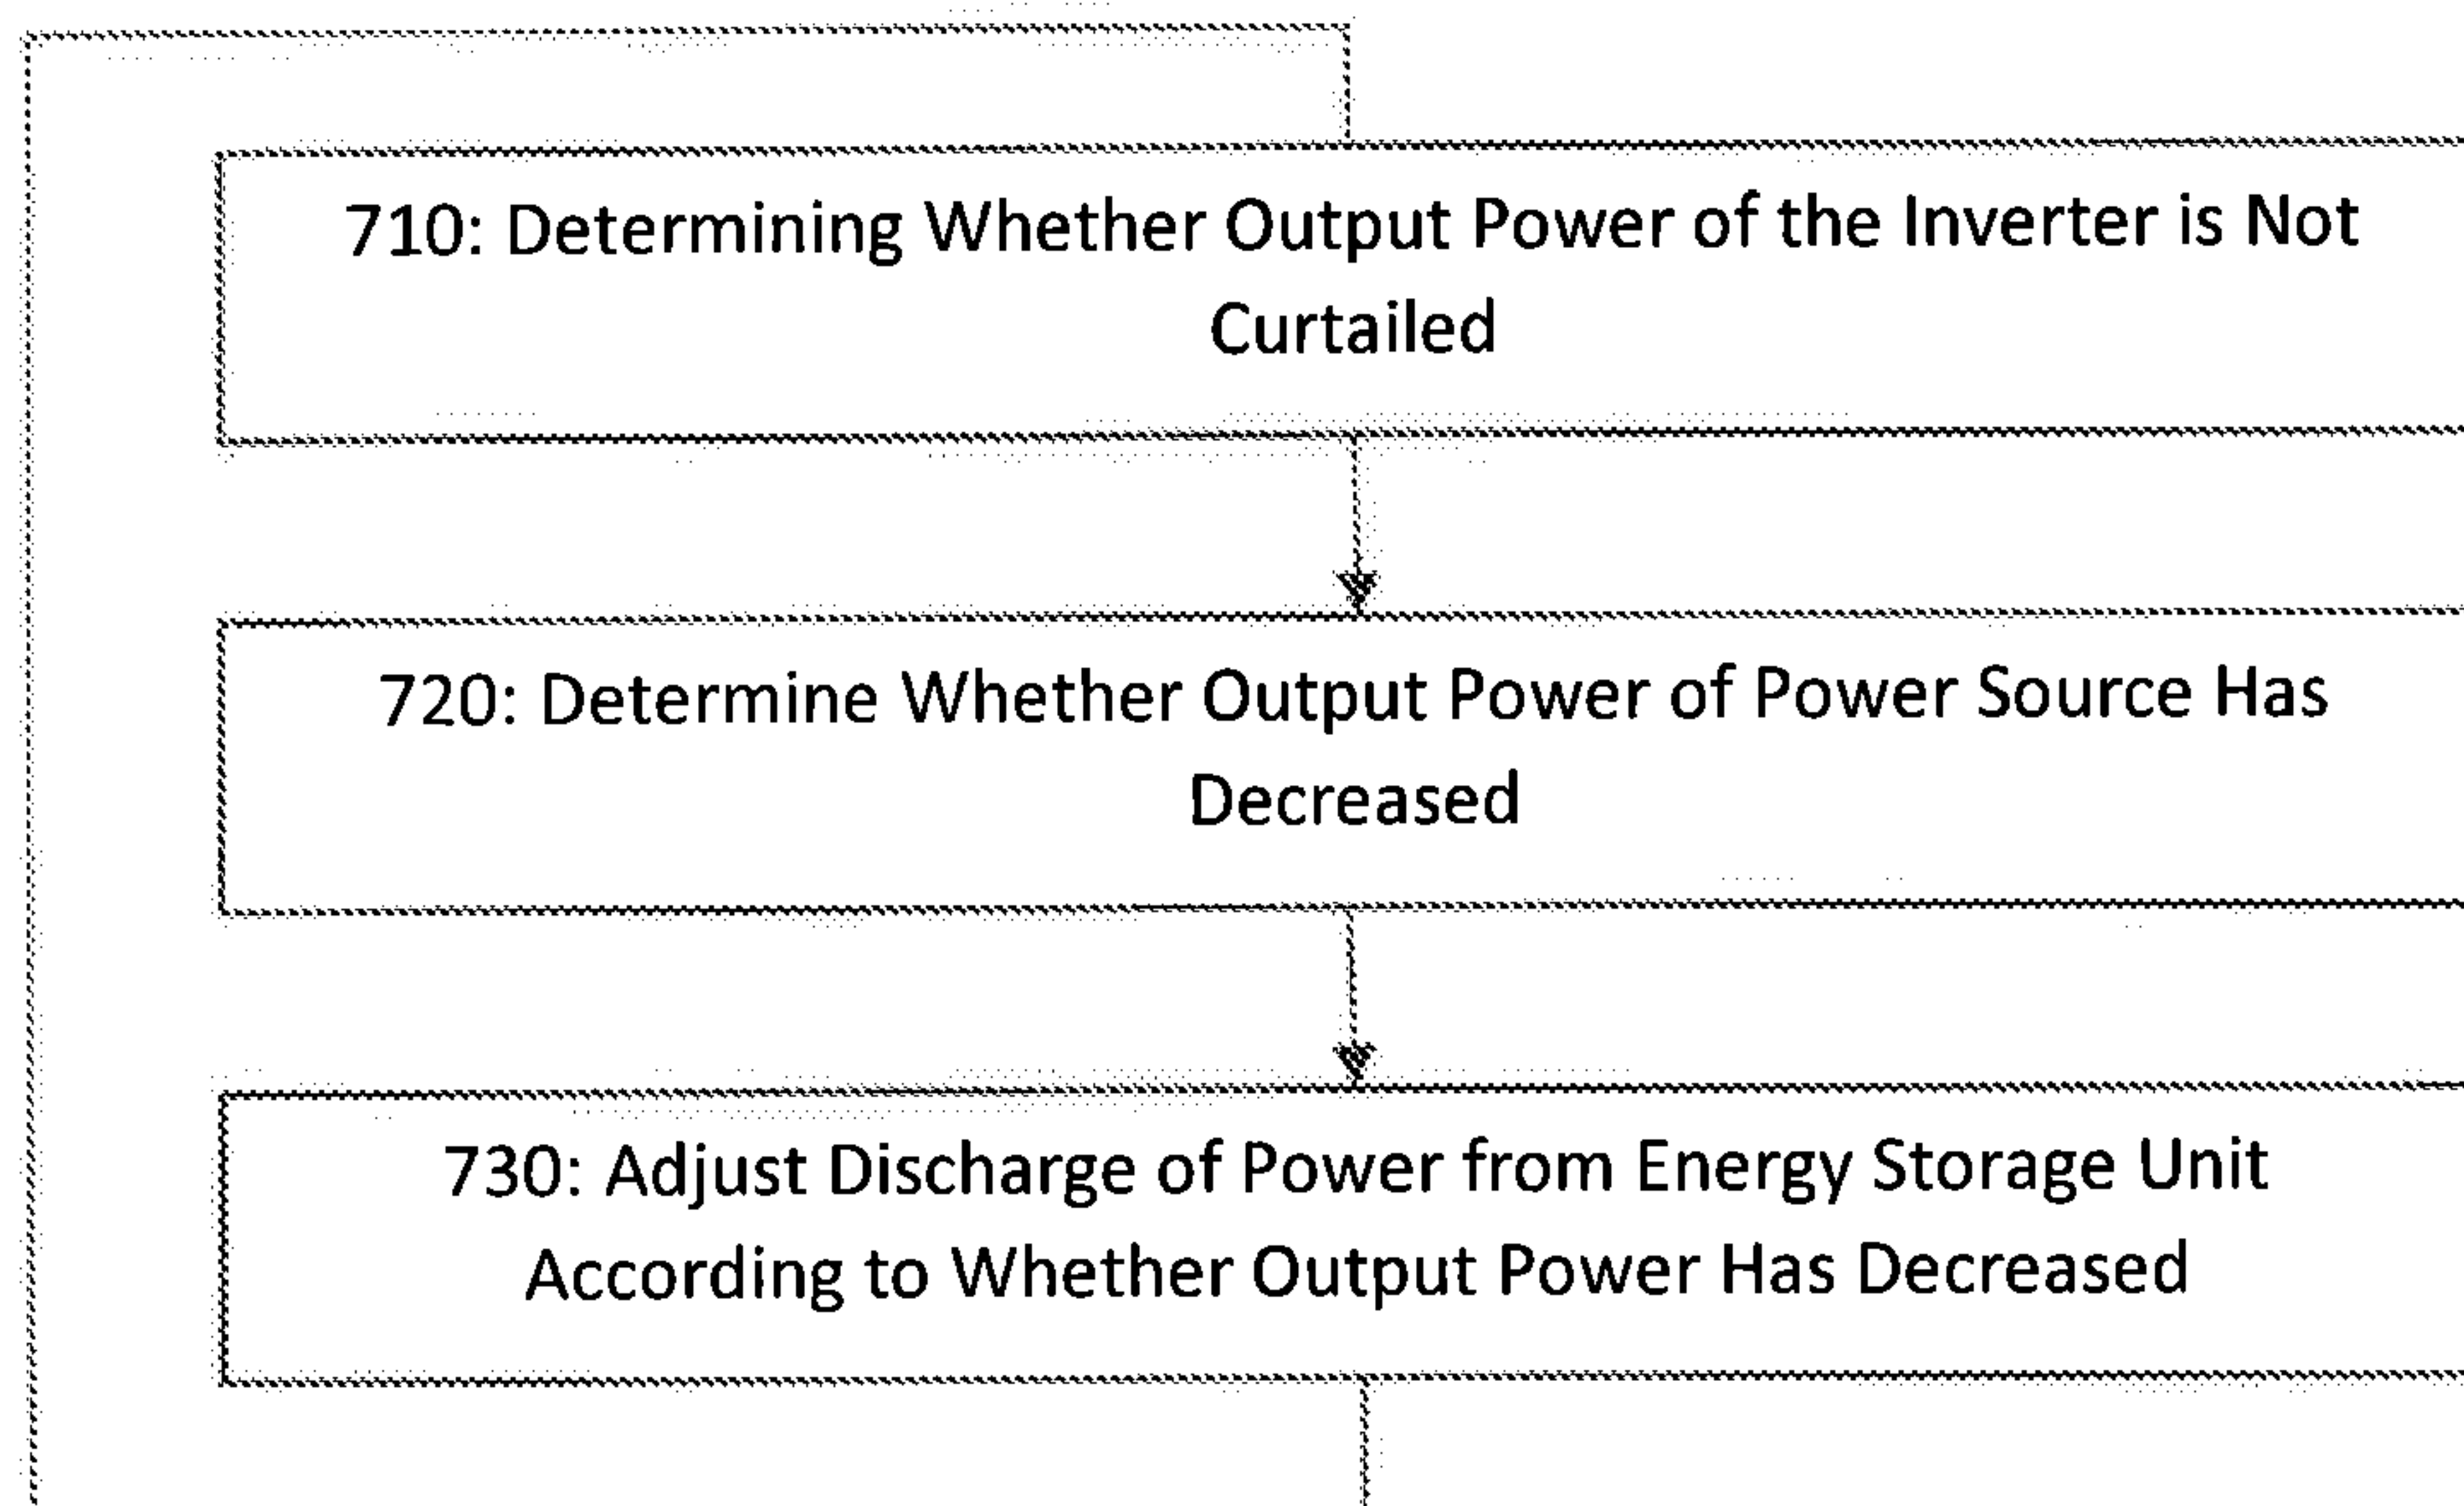 710: Determining Whether Output Power of the Inverter is Not
Curtailed
720: Determine Whether Output Power of Power Source Has
Decreased
730: Adjust Discharge of Power from Energy Storage Unit
According to Whether Output Power Has Decreased